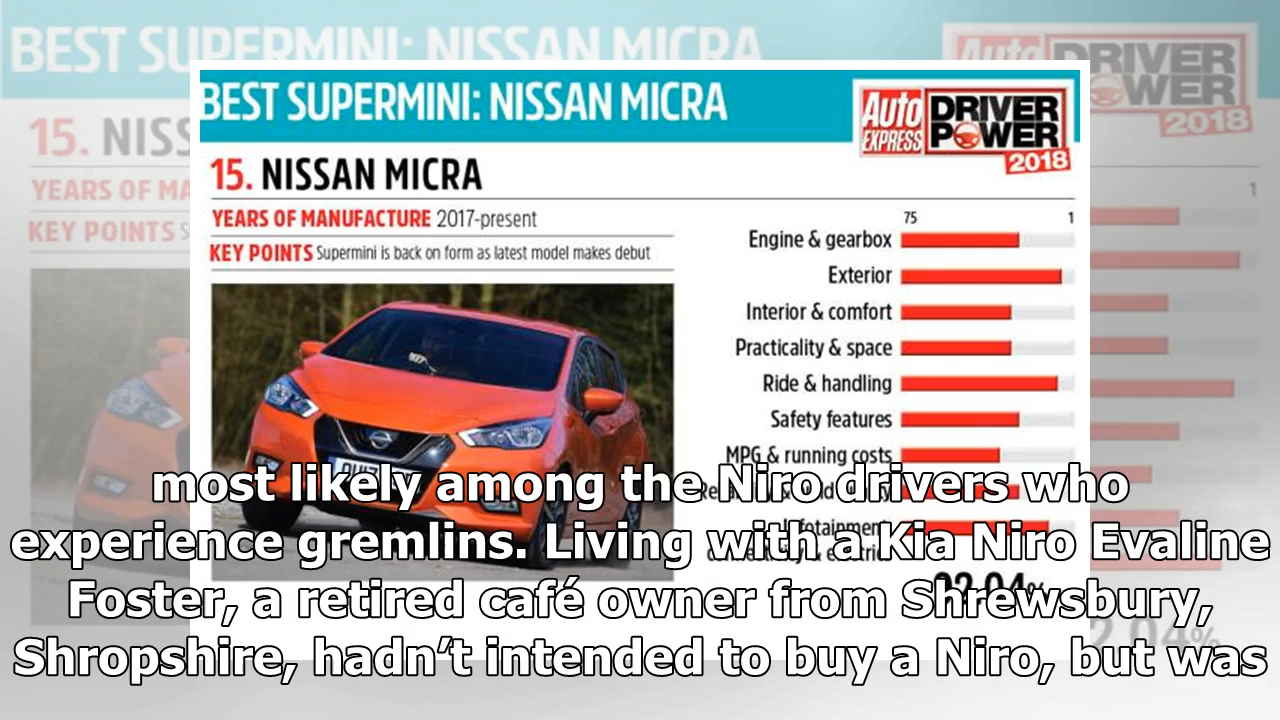 BEST SUPERMINI: NISSAN MICRA
Auto EXPRESS DRIVER POWER 2018
15. NISSAN MICRA
YEARS OF MANUFACTURE 2017-present
KEY POINTS Supermini is back on form as latest model makes debut
75 1
Engine & gearbox
Exterior
Interior & comfort
Practicality & space
Ride & handling
Safety features
MPG & running costs
most likely among the Niro drivers who
experience gremlins. Living with a Kia Niro Evaline
Foster, a retired café owner from Shrewsbury,
Shropshire, hadn’t intended to buy a Niro, but was